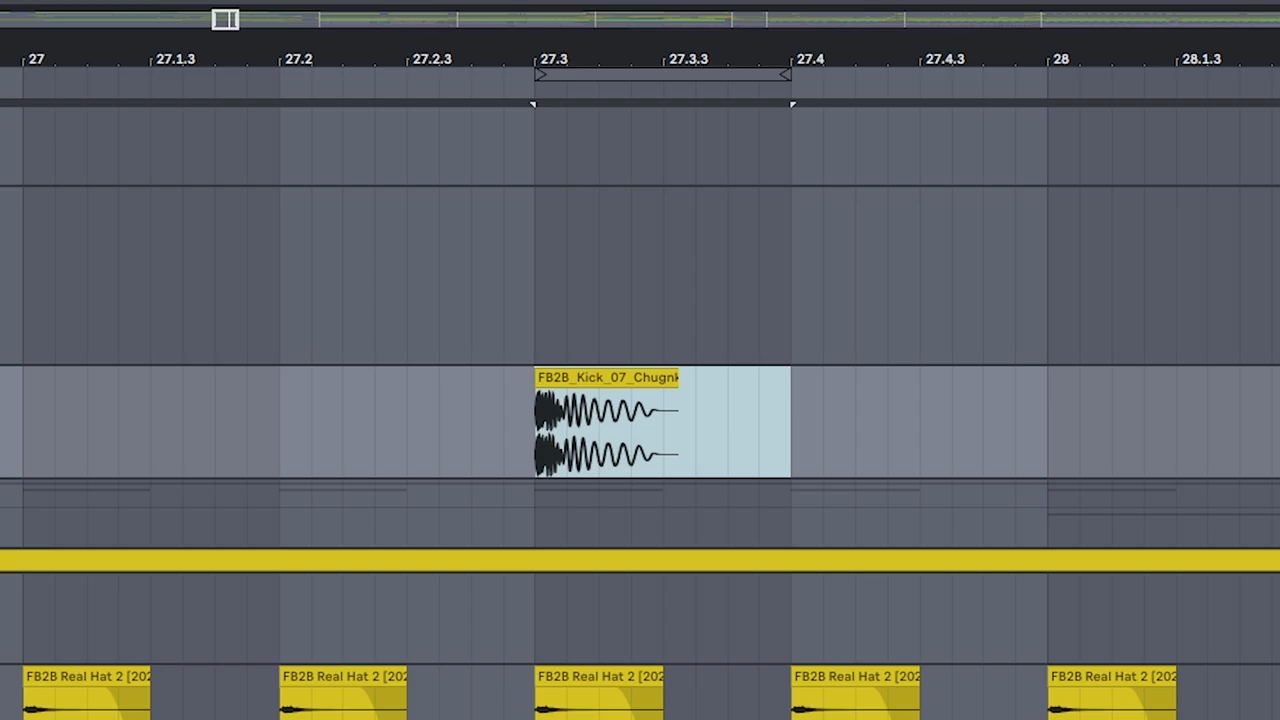 27 27.1.3 27.2 27.2.3 27.3 27.3.3 27.4 27.4.3 28 28.1.3
FB2B_Kick_07_Chugnk
FB2B Real Hat 2 [202 FB2B Real Hat 2 [202 FB2B Real Hat 2 [202 FB2B Real Hat 2 [202 FB2B Real Hat 2 [202